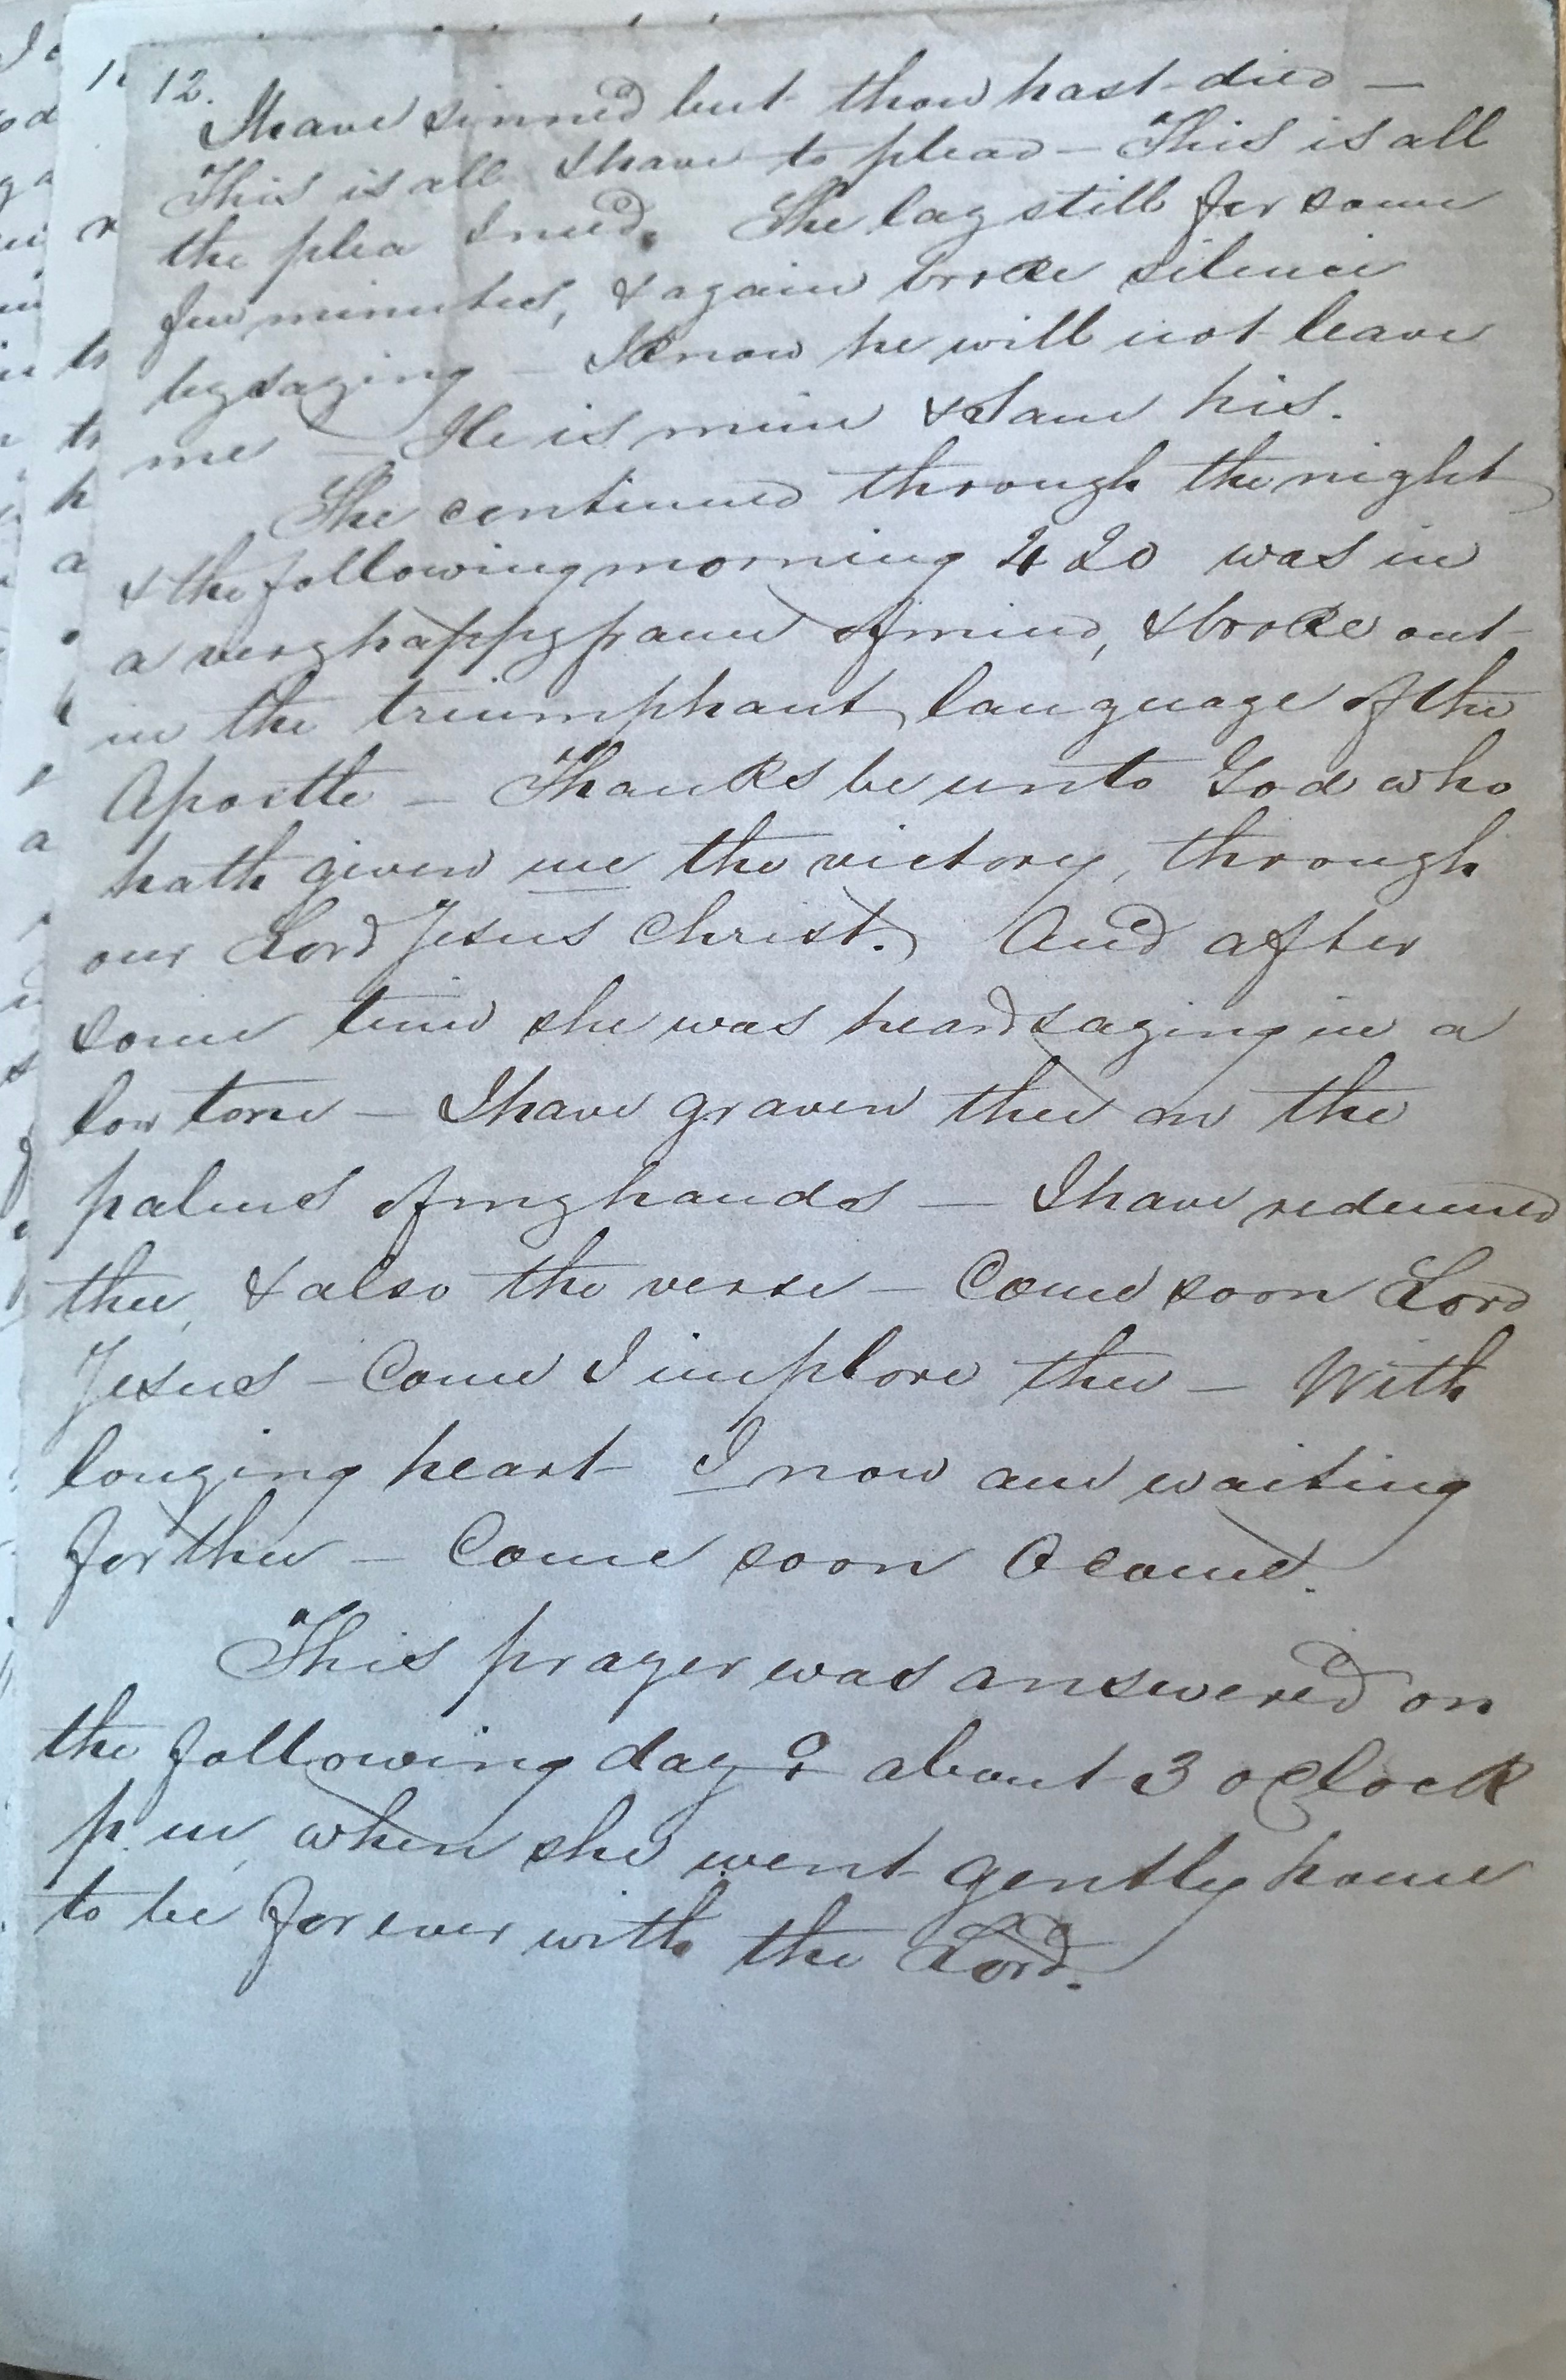 12.
I have sinned but thou hast died —
This is all I have to plead — This is all
the plea I need. She lay still for some
few minutes, & again broke silence
by saying — I know he will not leave
me — He is mine & I am his.
She continued through the night
& the following morning 4 20 was in
a very happy frame of mind, & broke out
in the triumphant language of the
Apostle — Thanks be unto God who
hath given me the victory, through
our Lord Jesus Christ. And after
some time she was heard saying in a
low tone — I have graven thee on the
palms of my hands — I have redeemed
thee, & also the verse — Come soon Lord
Jesus — Come I implore thee — With
longing heart I now am waiting
for thee — Come soon O come.
This prayer was answered on
the following day about 3 oClock
p. m, when she went gently home
to be for ever with the Lord.